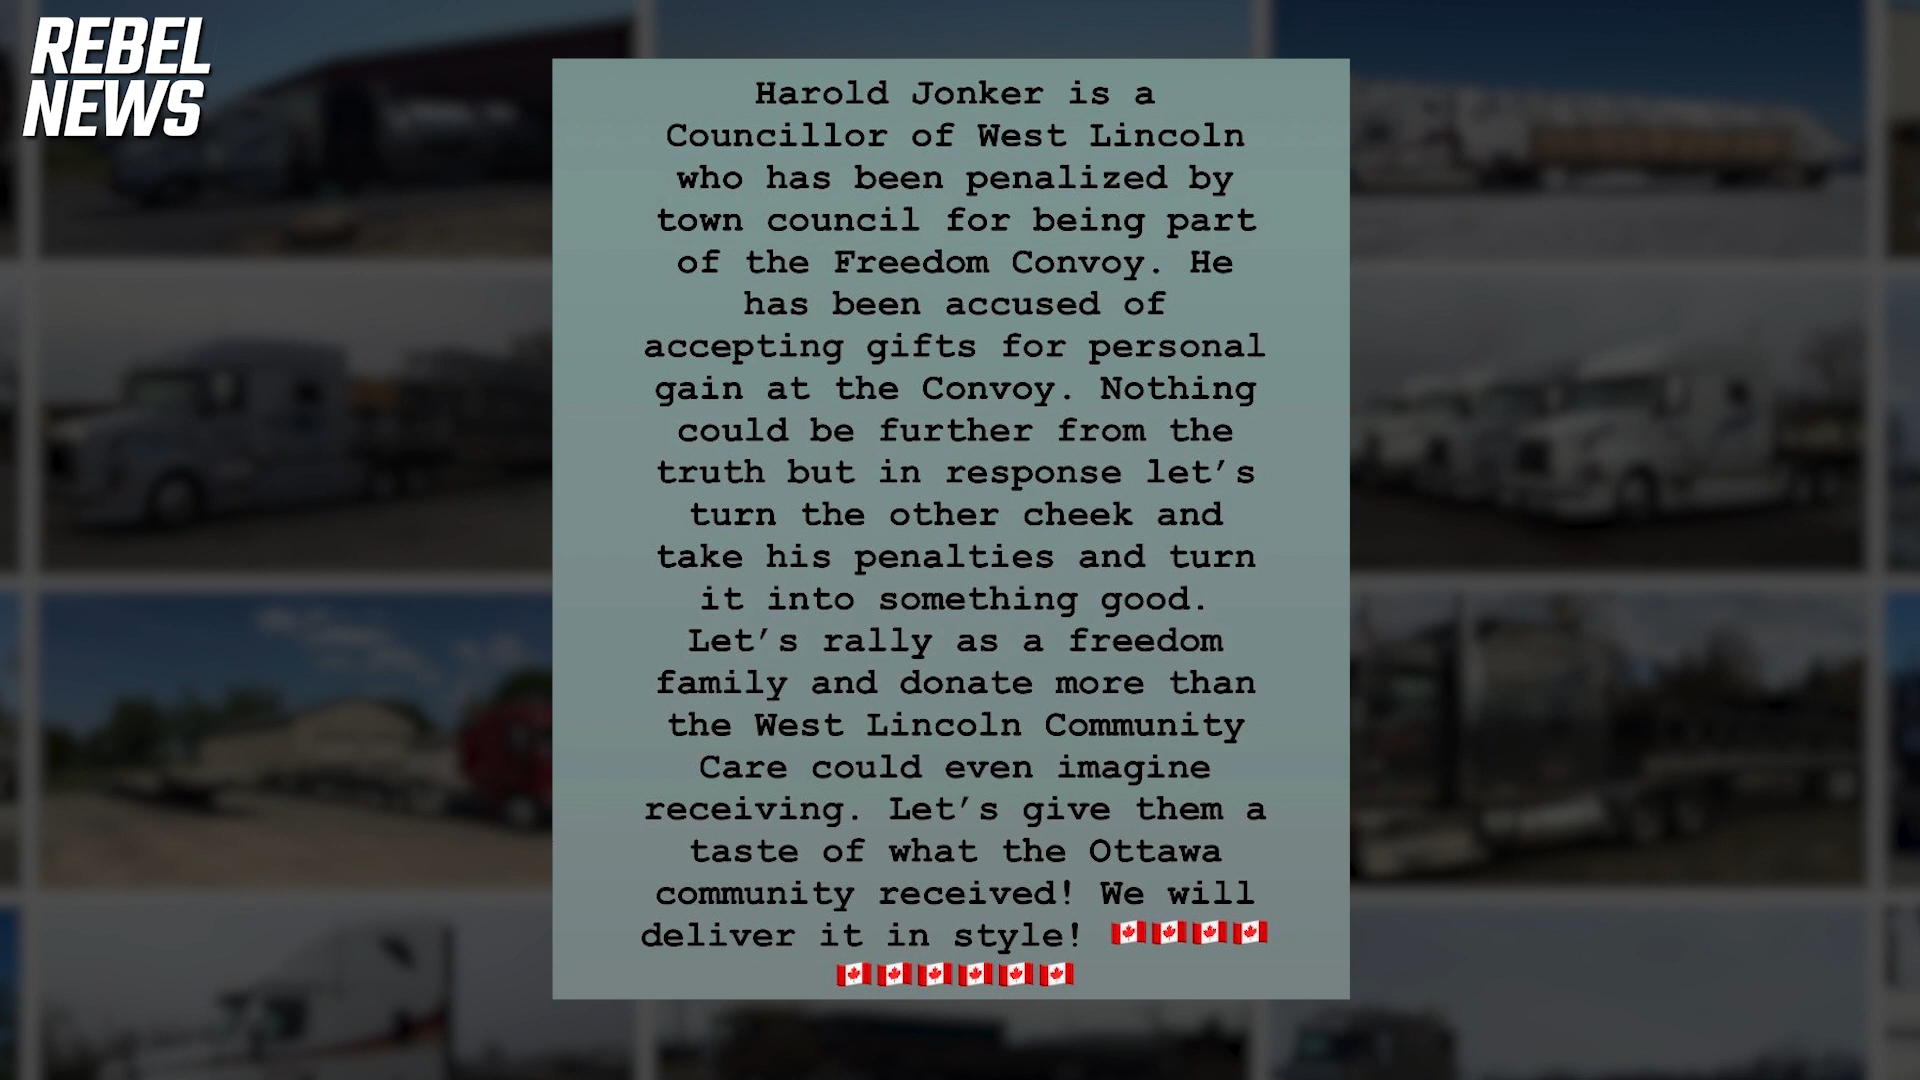 REBEL
NEWS
Harold Jonker is a
Councillor of West Lincoln
who has been penalized by
town council for being part
of the Freedom Convoy. He
has been accused of
accepting gifts for personal
gain at the Convoy. Nothing
could be further from the
truth but in response let’s
turn the other cheek and
take his penalties and turn
it into something good.
Let’s rally as a freedom
family and donate more than
the West Lincoln Community
Care could even imagine
receiving. Let’s give them a
taste of what the Ottawa
community received! We will
deliver it in style! 🇨🇦🇨🇦🇨🇦🇨🇦
🇨🇦🇨🇦🇨🇦🇨🇦🇨🇦🇨🇦